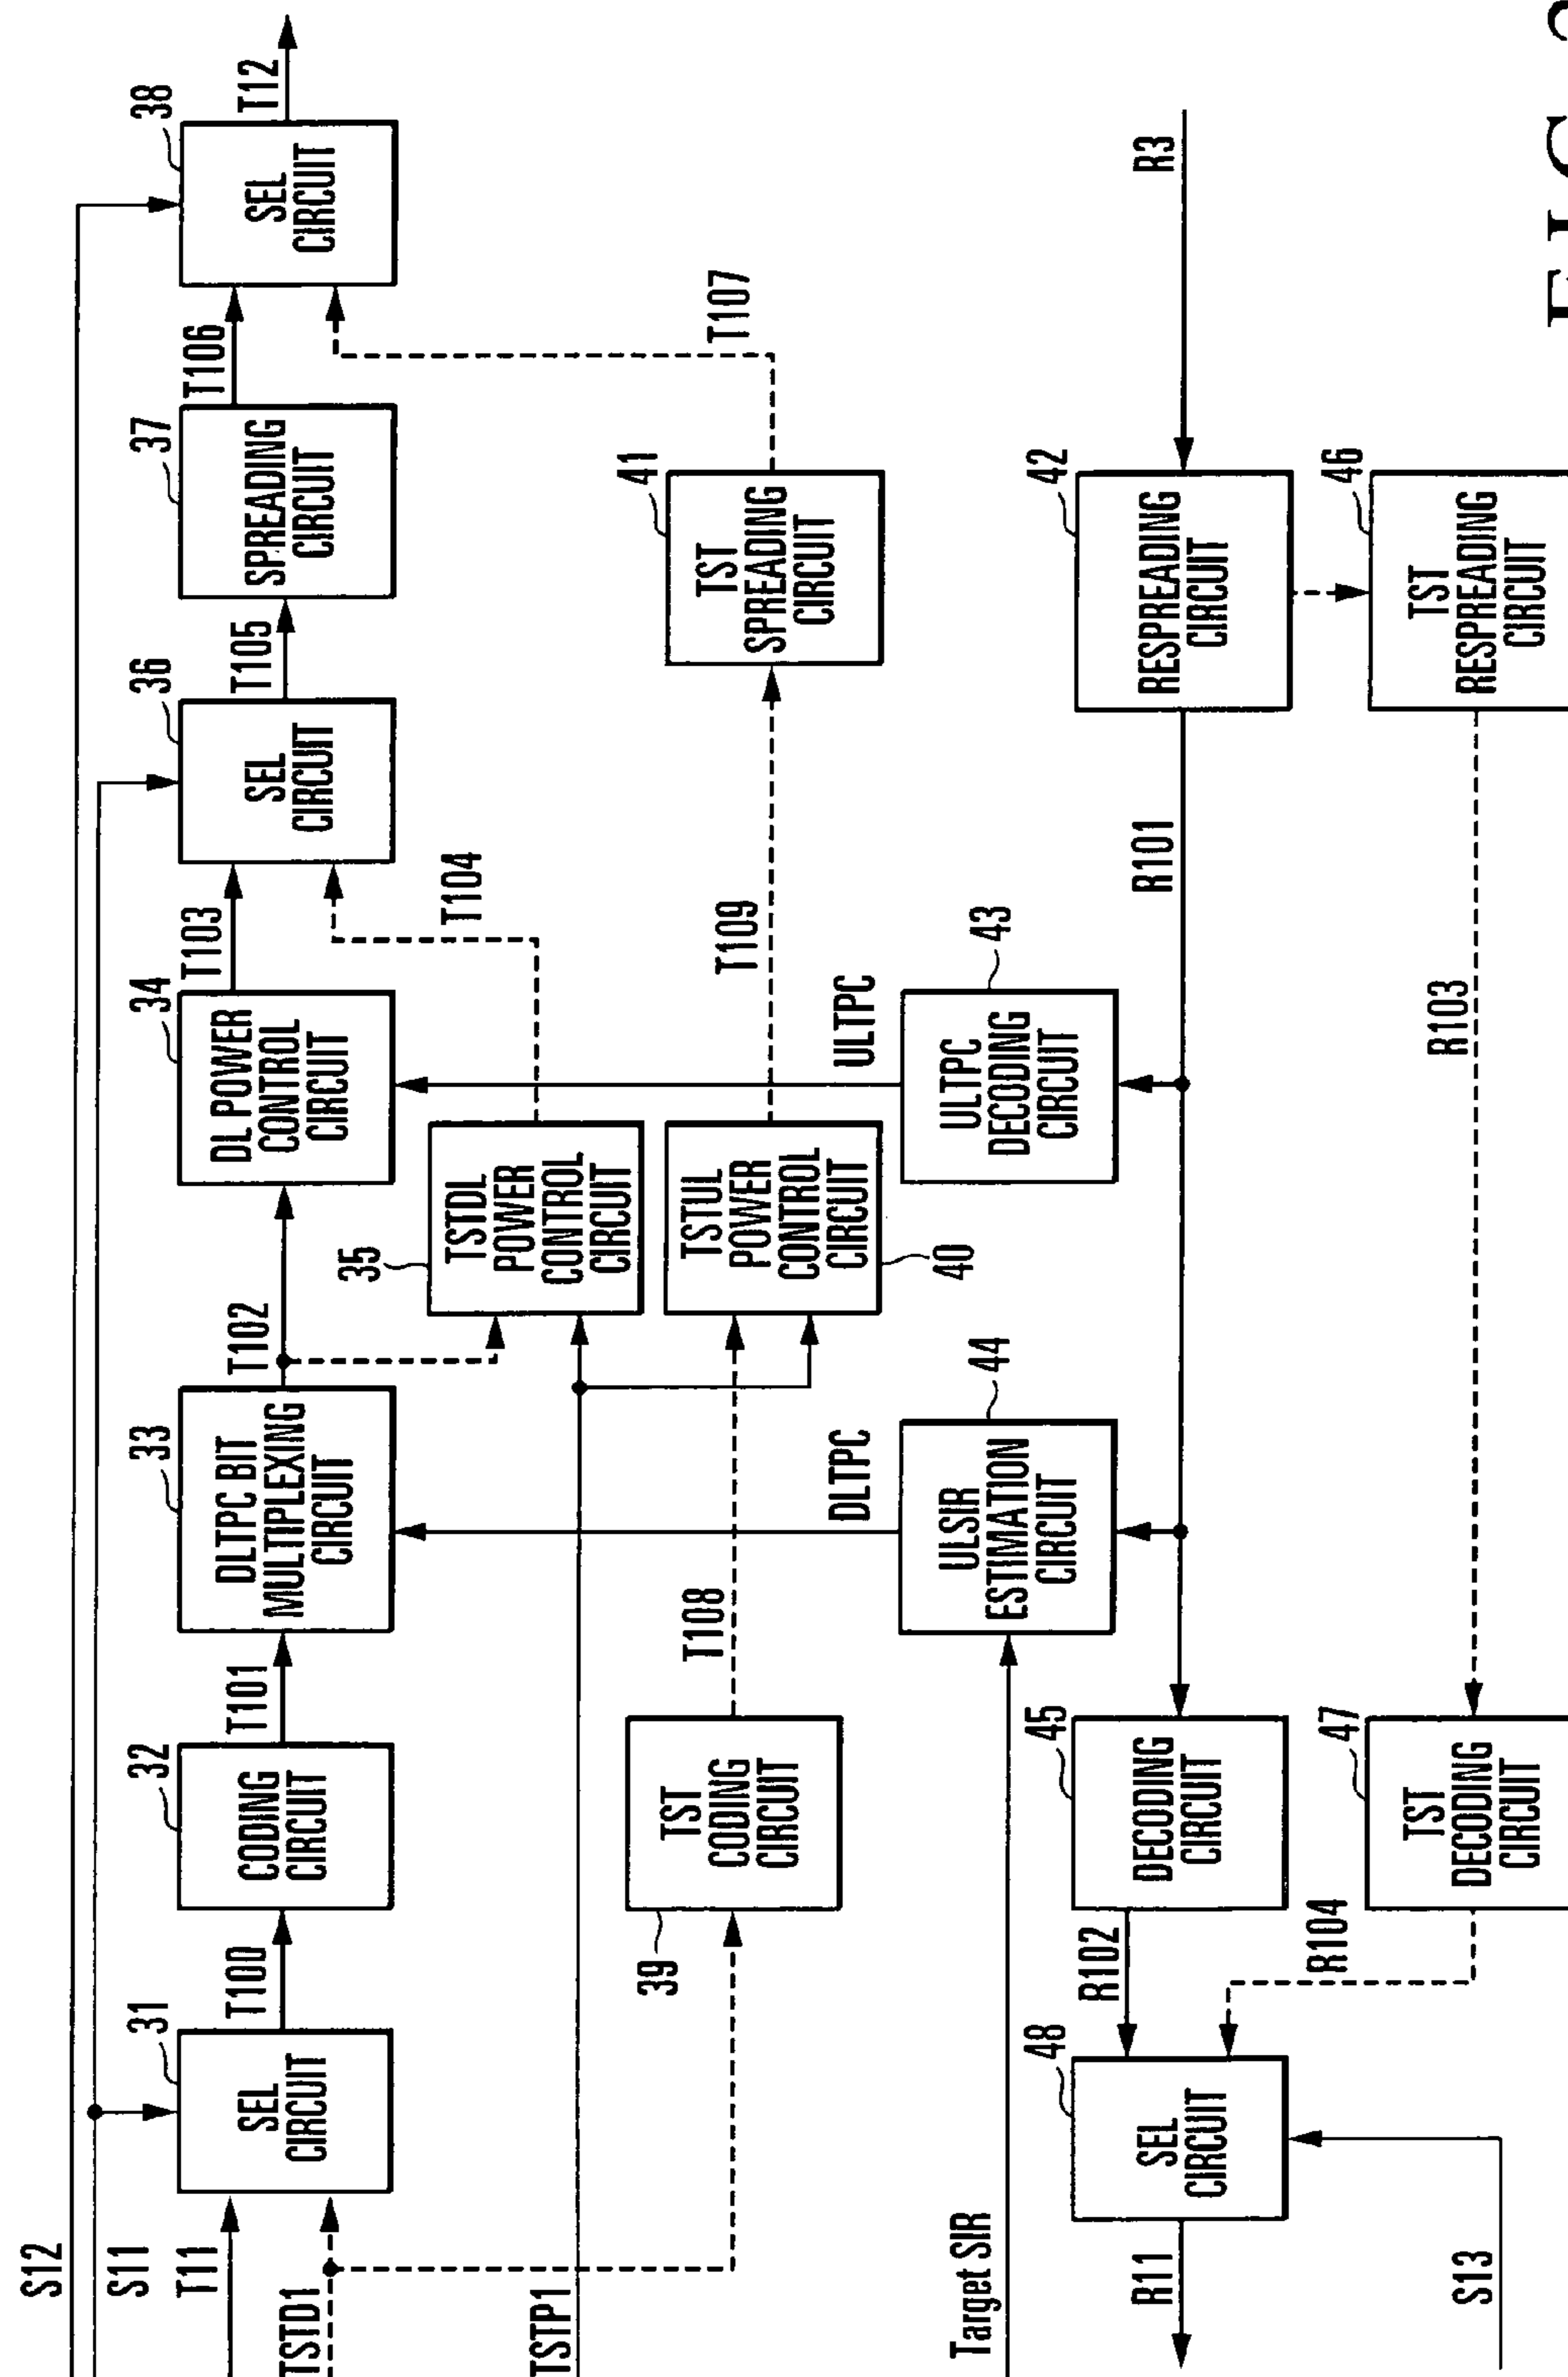 S12
S11
T11
TSTD1
31
SEL
CIRCUIT
T100
32
CODING
CIRCUIT
T101
33
DLTPC BIT
MULTIPLEXING
CIRCUIT
T102
34
DL POWER
CONTROL
CIRCUIT
T103
36
SEL
CIRCUIT
T105
37
SPREADING
CIRCUIT
T106
38
SEL
CIRCUIT
T12
TSTP1
35
TSTDL
POWER
CONTROL
CIRCUIT
T104
39
TST
CODING
CIRCUIT
T108
TSTUL
POWER
CONTROL
CIRCUIT
40
T109
41
TST
SPREADING
CIRCUIT
T107
DLTPC
ULTPC
Target SIR
44
ULSIR
ESTIMATION
CIRCUIT
43
ULTPC
DECODING
CIRCUIT
R11
48
SEL
CIRCUIT
R102
45
DECODING
CIRCUIT
R101
42
RESPREADING
CIRCUIT
R3
S13
R104
47
TST
DECODING
CIRCUIT
R103
46
TST
RESPREADING
CIRCUIT